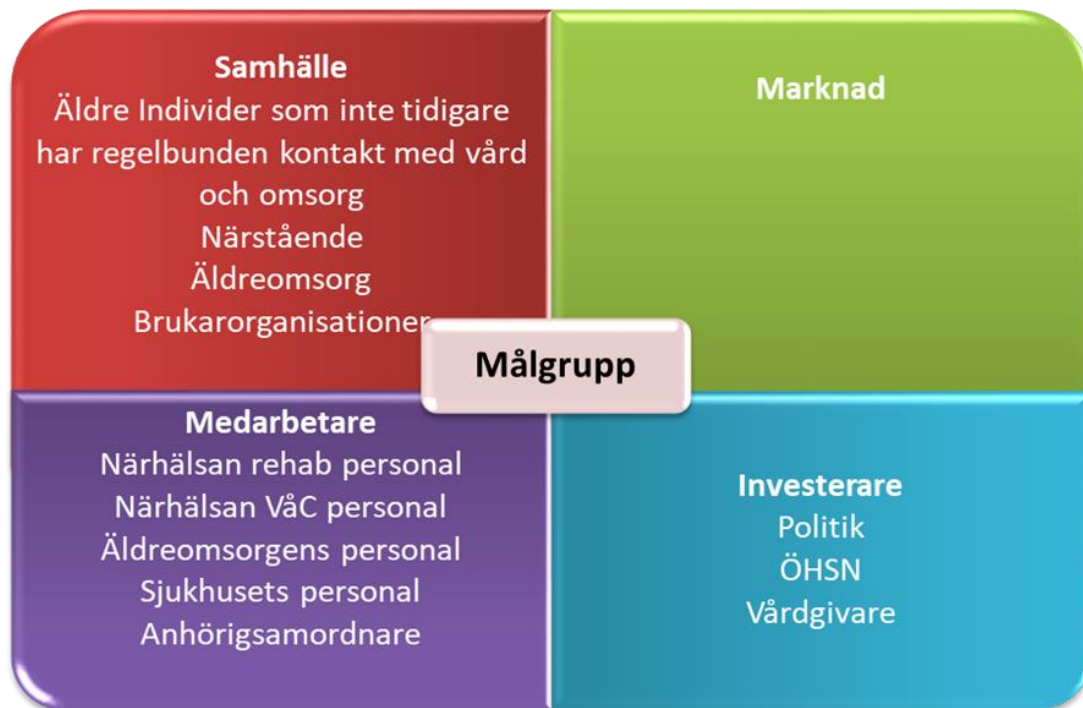 Samhälle
Äldre Individer som inte tidigare
har regelbunden kontakt med vård
och omsorg
Närstående
Äldreomsorg
Brukarorganisationer
Marknad
Målgrupp
Medarbetare
Närhälsan rehab personal
Närhälsan VåC personal
Äldreomsorgens personal
Sjukhusets personal
Anhörigsamordnare
Investerare
Politik
ÖHSN
Vårdgivare